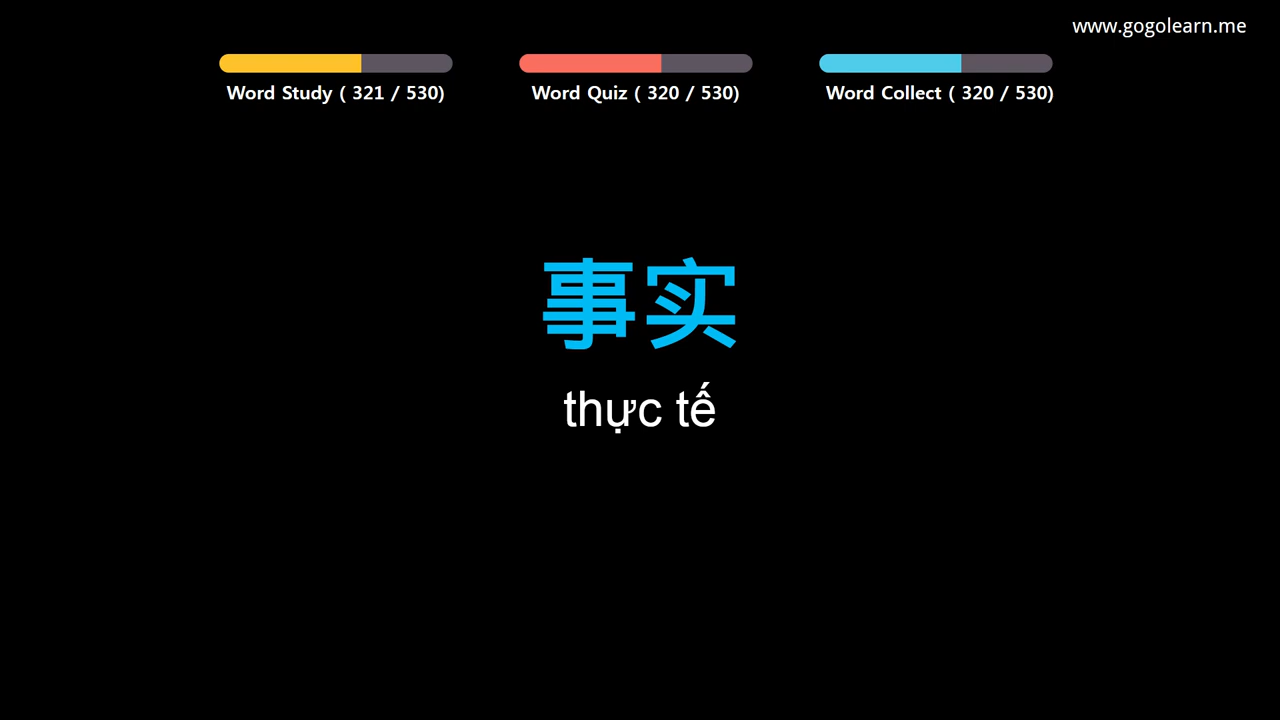 www.gogolearn.me
Word Study ( 321 / 530)
Word Quiz ( 320 / 530)
Word Collect ( 320 / 530)
事实
thực tế